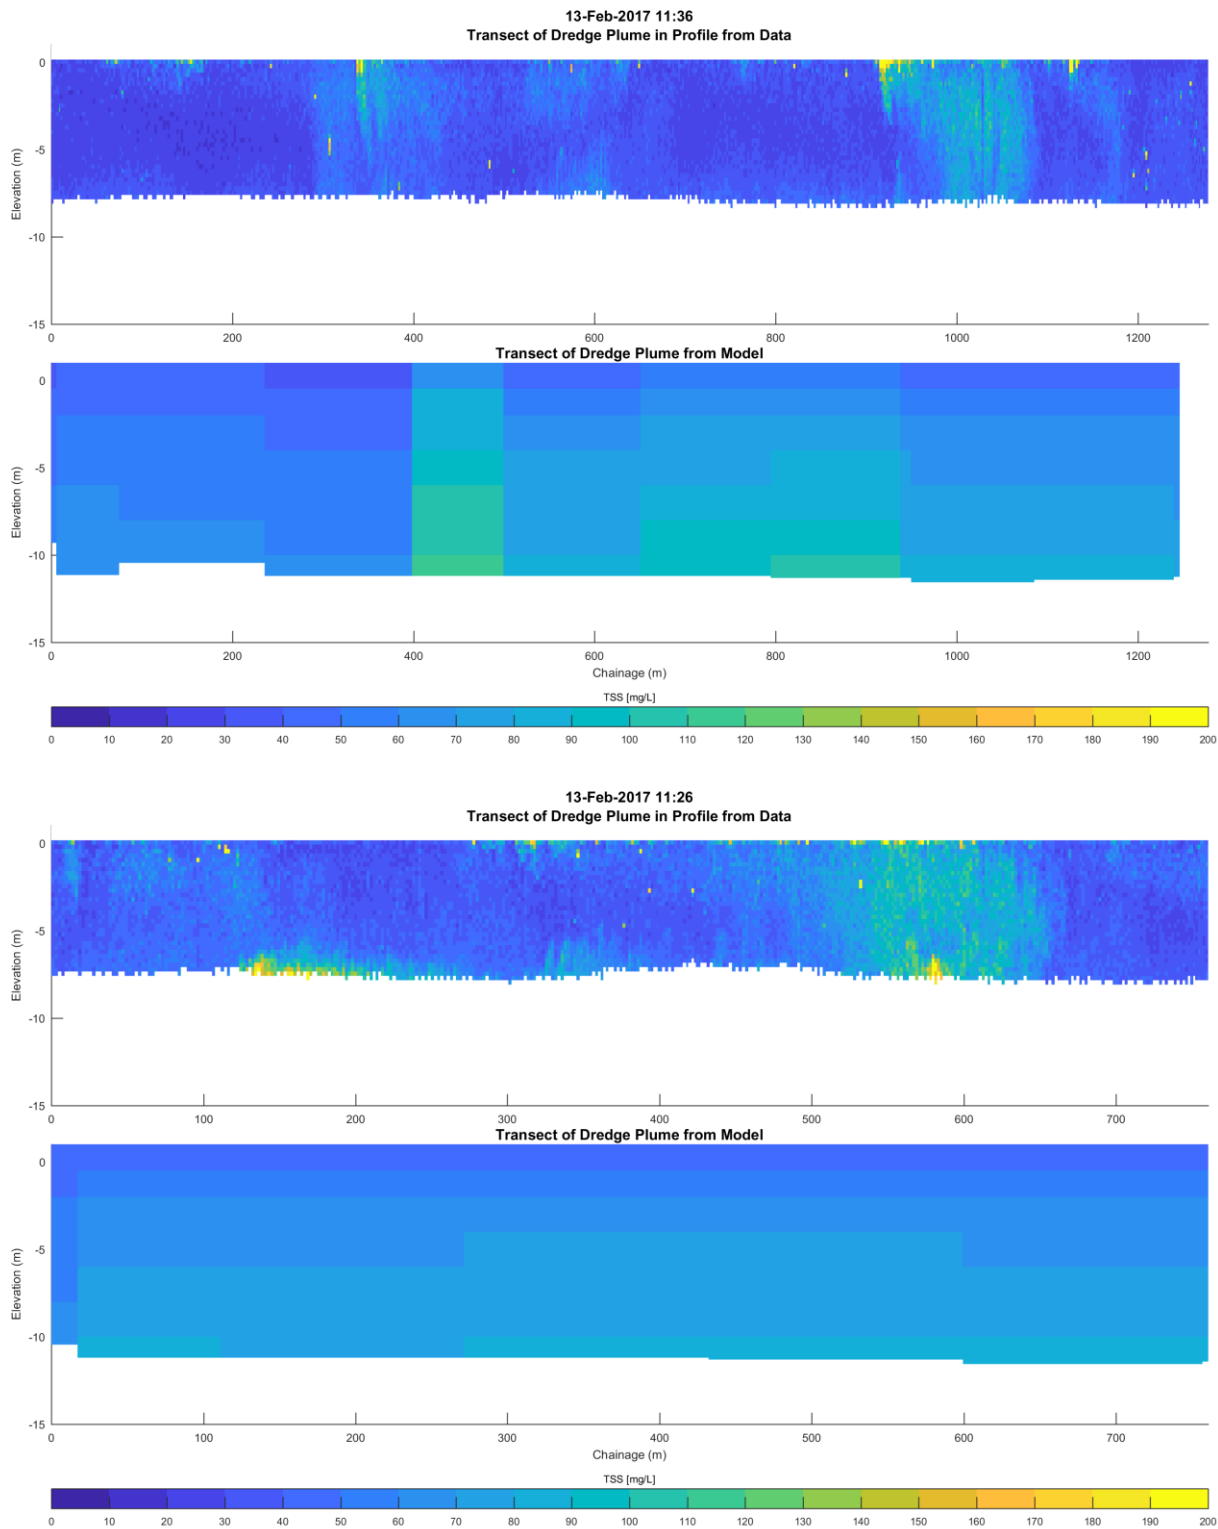 13-Feb-2017 11:36
Transect of Dredge Plume in Profile from Data
Elevation (m)
0
-5
-10
-15
0 200 400 600 800 1000 1200
Transect of Dredge Plume from Model
Elevation (m)
0
-5
-10
-15
0 200 400 600 800 1000 1200
Chainage (m)
TSS [mg/L]
0 10 20 30 40 50 60 70 80 90 100 110 120 130 140 150 160 170 180 190 200
13-Feb-2017 11:26
Transect of Dredge Plume in Profile from Data
Elevation (m)
0
-5
-10
-15
0 100 200 300 400 500 600 700
Transect of Dredge Plume from Model
Elevation (m)
0
-5
-10
-15
0 100 200 300 400 500 600 700
Chainage (m)
TSS [mg/L]
0 10 20 30 40 50 60 70 80 90 100 110 120 130 140 150 160 170 180 190 200